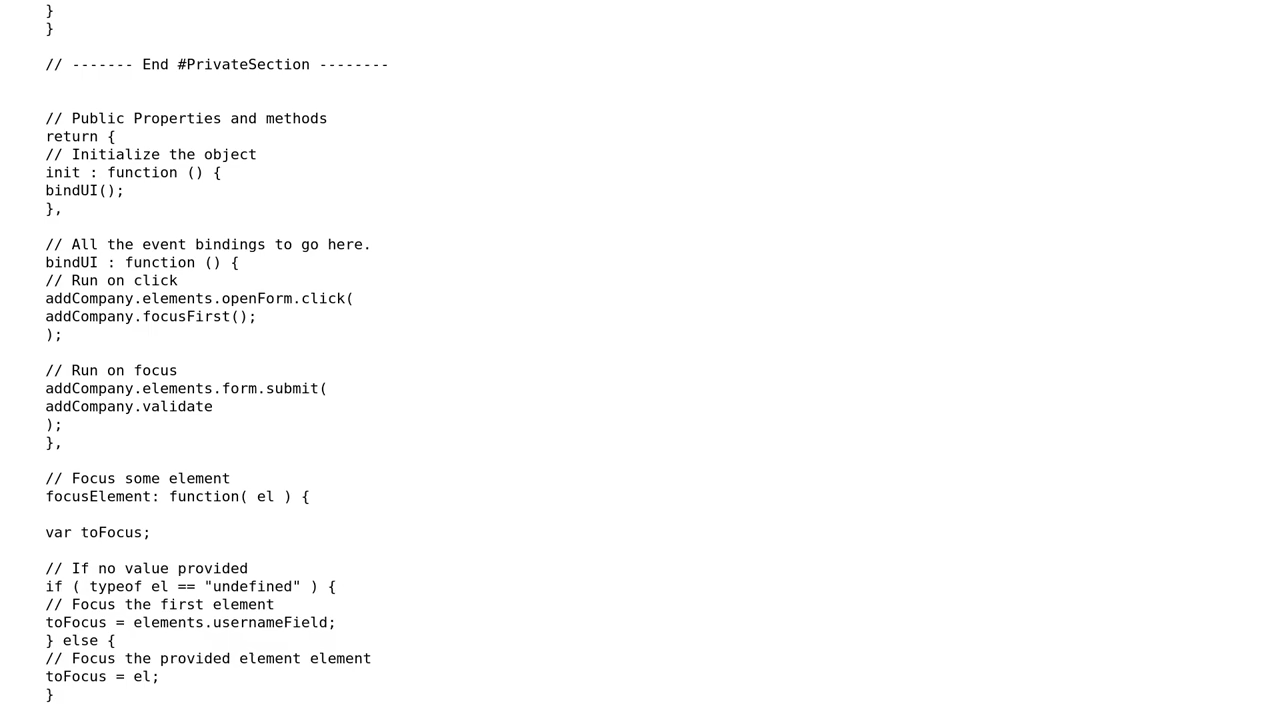 }
}
// ------- End #PrivateSection --------
// Public Properties and methods
return {
// Initialize the object
init : function () {
bindUI();
},
// All the event bindings to go here.
bindUI : function () {
// Run on click
addCompany.elements.openForm.click(
addCompany.focusFirst();
);
// Run on focus
addCompany.elements.form.submit(
addCompany.validate
);
},
// Focus some element
focusElement: function( el ) {
var toFocus;
// If no value provided
if ( typeof el == "undefined" ) {
// Focus the first element
toFocus = elements.usernameField;
} else {
// Focus the provided element element
toFocus = el;
}